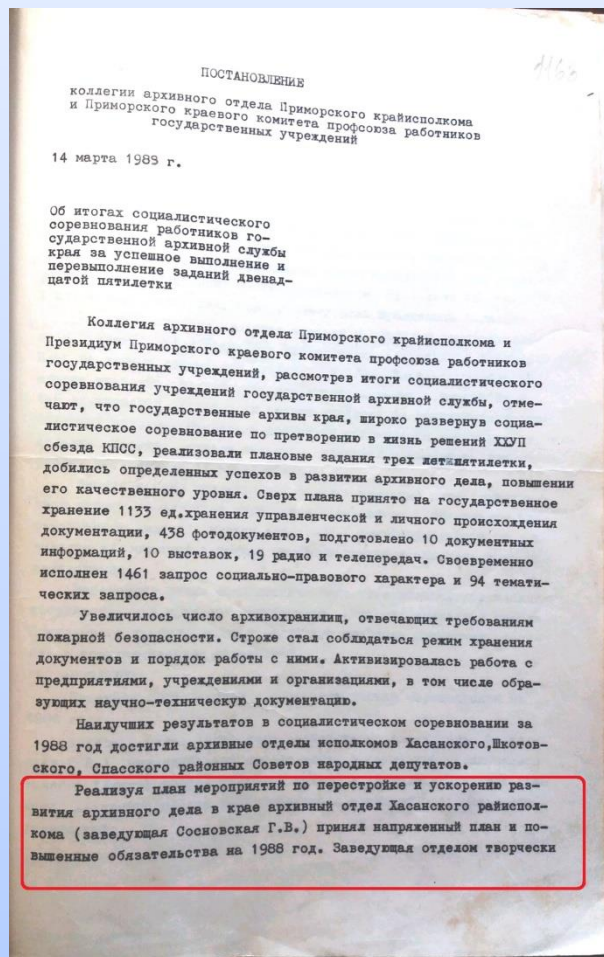 ПОСТАНОВЛЕНИЕ
коллегии архивного отдела Приморского крайисполкома
и Приморского краевого комитета профсоюза работников
государственных учреждений
14 марта 1989 г.
Об итогах социалистического
соревнования работников го-
сударственной архивной службы
края за успешное выполнение и
перевыполнение заданий двенад-
цатой пятилетки
Коллегия архивного отдела Приморского крайисполкома и
Президиум Приморского краевого комитета профсоюза работников
государственных учреждений, рассмотрев итоги социалистического
соревнования учреждений государственной архивной службы, отме-
чают, что государственные архивы края, широко развернув социа-
листическое соревнование по претворению в жизнь решений ХХУП
сбезда КПСС, реализовали плановые задания трех лет пятилетки,
добились определенных успехов в развитии архивного дела, повышении
его качественного уровня. Сверх плана принято на государственное
хранение 1133 ед.хранения управленческой и личного происхождения
документации, 438 фотодокументов, подготовлено 10 документных
информаций, 10 выставок, 19 радио и телепередач. Своевременно
исполнен 1461 запрос социально-правового характера и 94 темати-
ческих запроса.
Увеличилось число архивохранилищ, отвечающих требованиям
пожарной безопасности. Строже стал соблюдаться режим хранения
документов и порядок работы с ними. Активизировалась работа с
предприятиями, учреждениями и организациями, в том числе обра-
зующих научно-техническую документацию.
Наилучших результатов в социалистическом соревновании за
1988 год достигли архивные отделы исполкомов Хасанского,Шкотов-
ского, Спасского районных Советов народных депутатов.
Реализуя план мероприятий по перестройке и ускорению раз-
вития архивного дела в крае архивный отдел Хасанского райиспол-
кома (заведующая Сосновская Г.В.) принял напряженный план и по-
вышенные обязательства на 1988 год. Заведующая отделом творчески